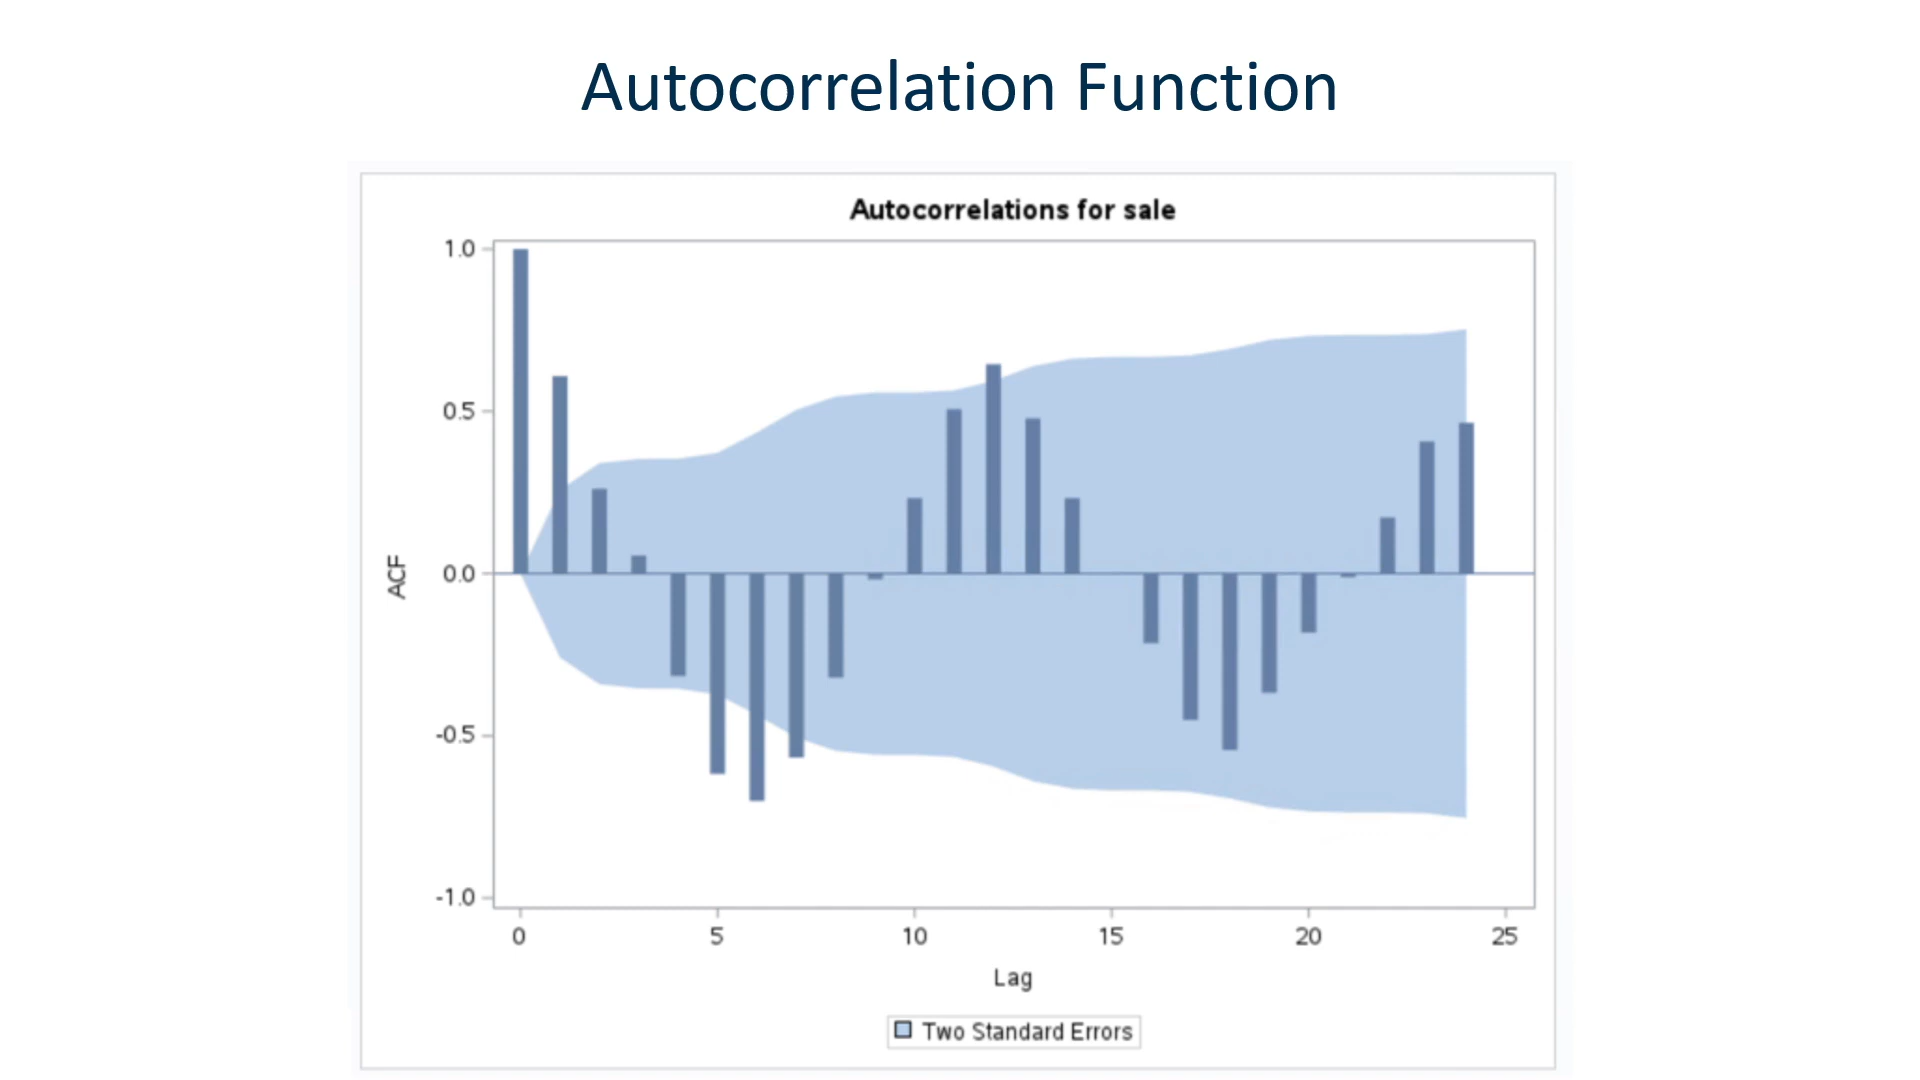 Autocorrelation Function
Autocorrelations for sale
1.0
0.5
0.0
-0.5
-1.0
ACF
0 5 10 15 20 25
Lag
Two Standard Errors